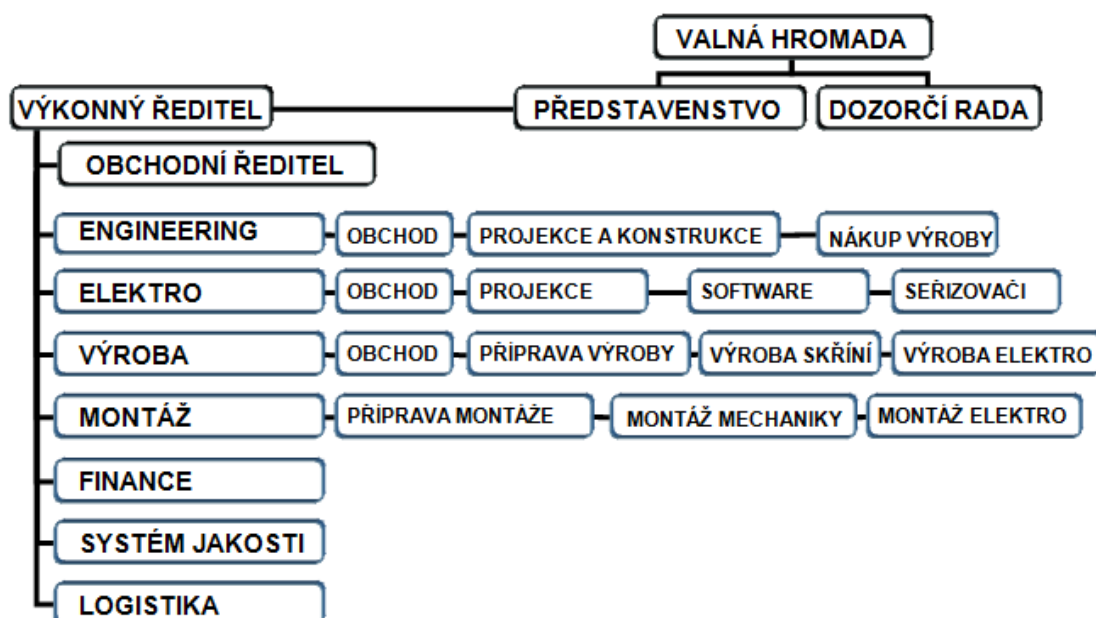 VALNÁ HROMADA
VÝKONNÝ ŘEDITEL PŘEDSTAVENSTVO DOZORČÍ RADA
OBCHODNÍ ŘEDITEL
ENGINEERING OBCHOD PROJEKCE A KONSTRUKCE NÁKUP VÝROBY
ELEKTRO OBCHOD PROJEKCE SOFTWARE SEŘIZOVAČI
VÝROBA OBCHOD PŘÍPRAVA VÝROBY VÝROBA SKŘÍNÍ VÝROBA ELEKTRO
MONTÁŽ PŘÍPRAVA MONTÁŽE MONTÁŽ MECHANIKY MONTÁŽ ELEKTRO
FINANCE
SYSTÉM JAKOSTI
LOGISTIKA